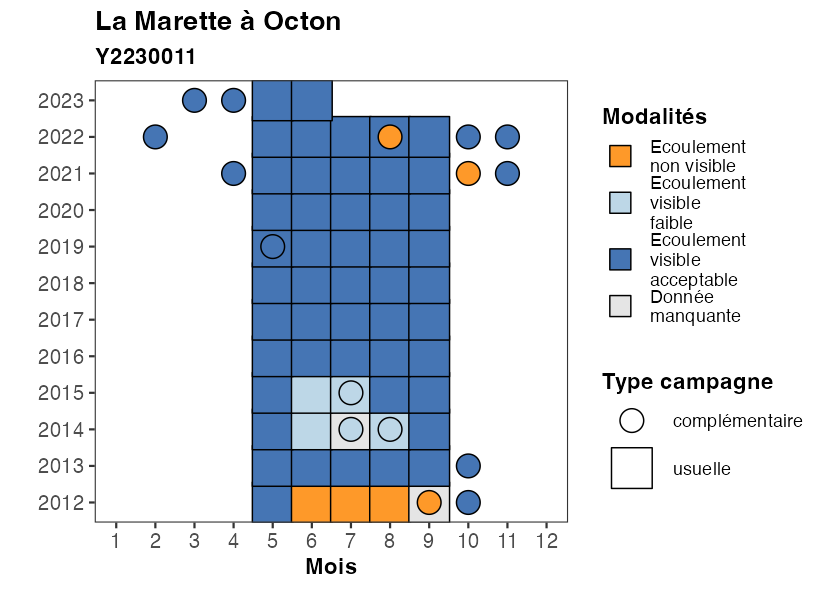 La Marette à Octon
Y2230011
2023
2022
2021
2020
2019
2018
2017
2016
2015
2014
2013
2012
1 2 3 4 5 6 7 8 9 10 11 12
Mois
Modalités
Ecoulement
non visible
Ecoulement
visible
faible
Ecoulement
visible
acceptable
Donnée
manquante
Type campagne
complémentaire
usuelle